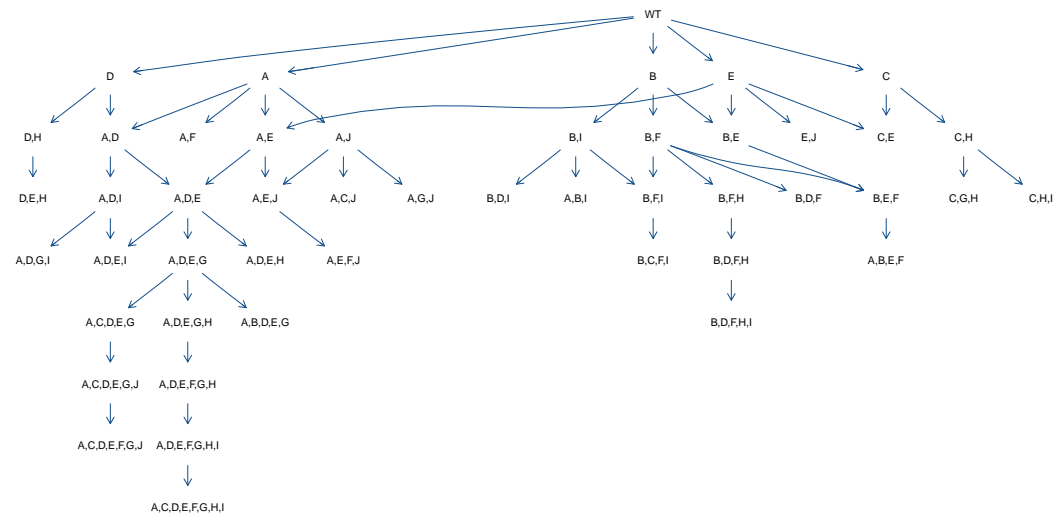 WT
D A B E C
D,H A,D A,F A,E A,J B,I B,F B,E E,J C,E C,H
D,E,H A,D,I A,D,E A,E,J A,C,J A,G,J B,D,I A,B,I B,F,I B,F,H B,D,F B,E,F C,G,H C,H,I
A,D,G,I A,D,E,I A,D,E,G A,D,E,H A,E,F,J B,C,F,I B,D,F,H A,B,E,F
A,C,D,E,G A,D,E,G,H A,B,D,E,G B,D,F,H,I
A,C,D,E,G,J A,D,E,F,G,H
A,C,D,E,F,G,J A,D,E,F,G,H,I
A,C,D,E,F,G,H,I